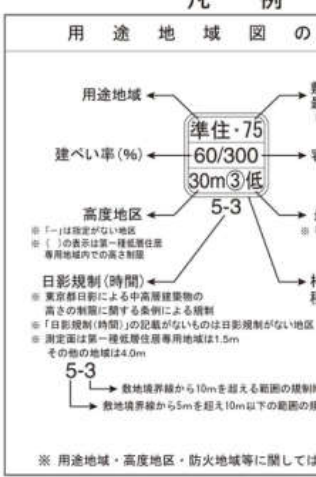 凡　例
用途地域図の
用途地域
準住・75
建ぺい率(%)
60/300
30m③低
高度地区
5-3
※「―」は指定がない地区
※（　）の表示は第一種低層住居
専用地域内での高さ制限
日影規制(時間)
※ 東京都日影による中高層建築物の
高さの制限に関する条例による規制
※「日影規制(時間)」の記載がないものは日影規制がない地区
※ 測定面は第一種低層住居専用地域は1.5m
その他の地域は4.0m
5-3
敷地境界線から10mを超える範囲の規制
敷地境界線から5mを超え10m以下の範囲の規
※ 用途地域・高度地区・防火地域等に関しては